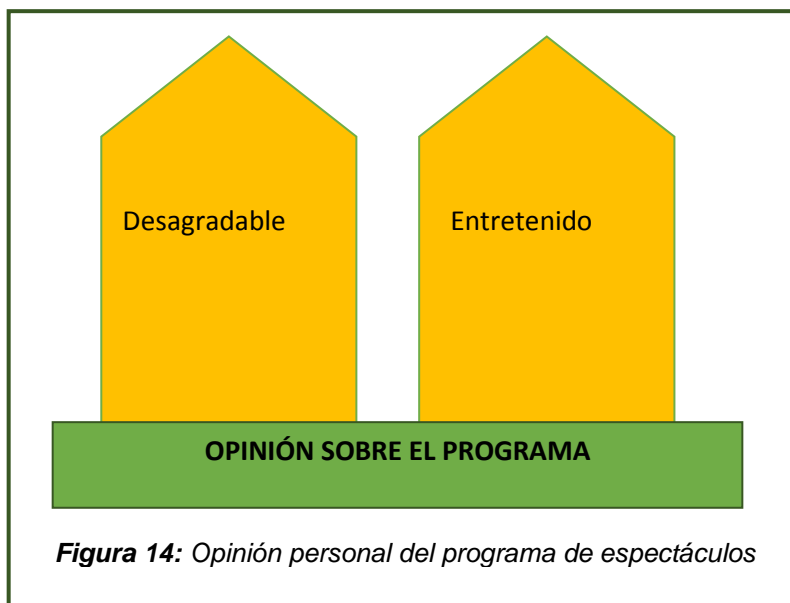 Desagradable
Entretenido
OPINIÓN SOBRE EL PROGRAMA
Figura 14: Opinión personal del programa de espectáculos